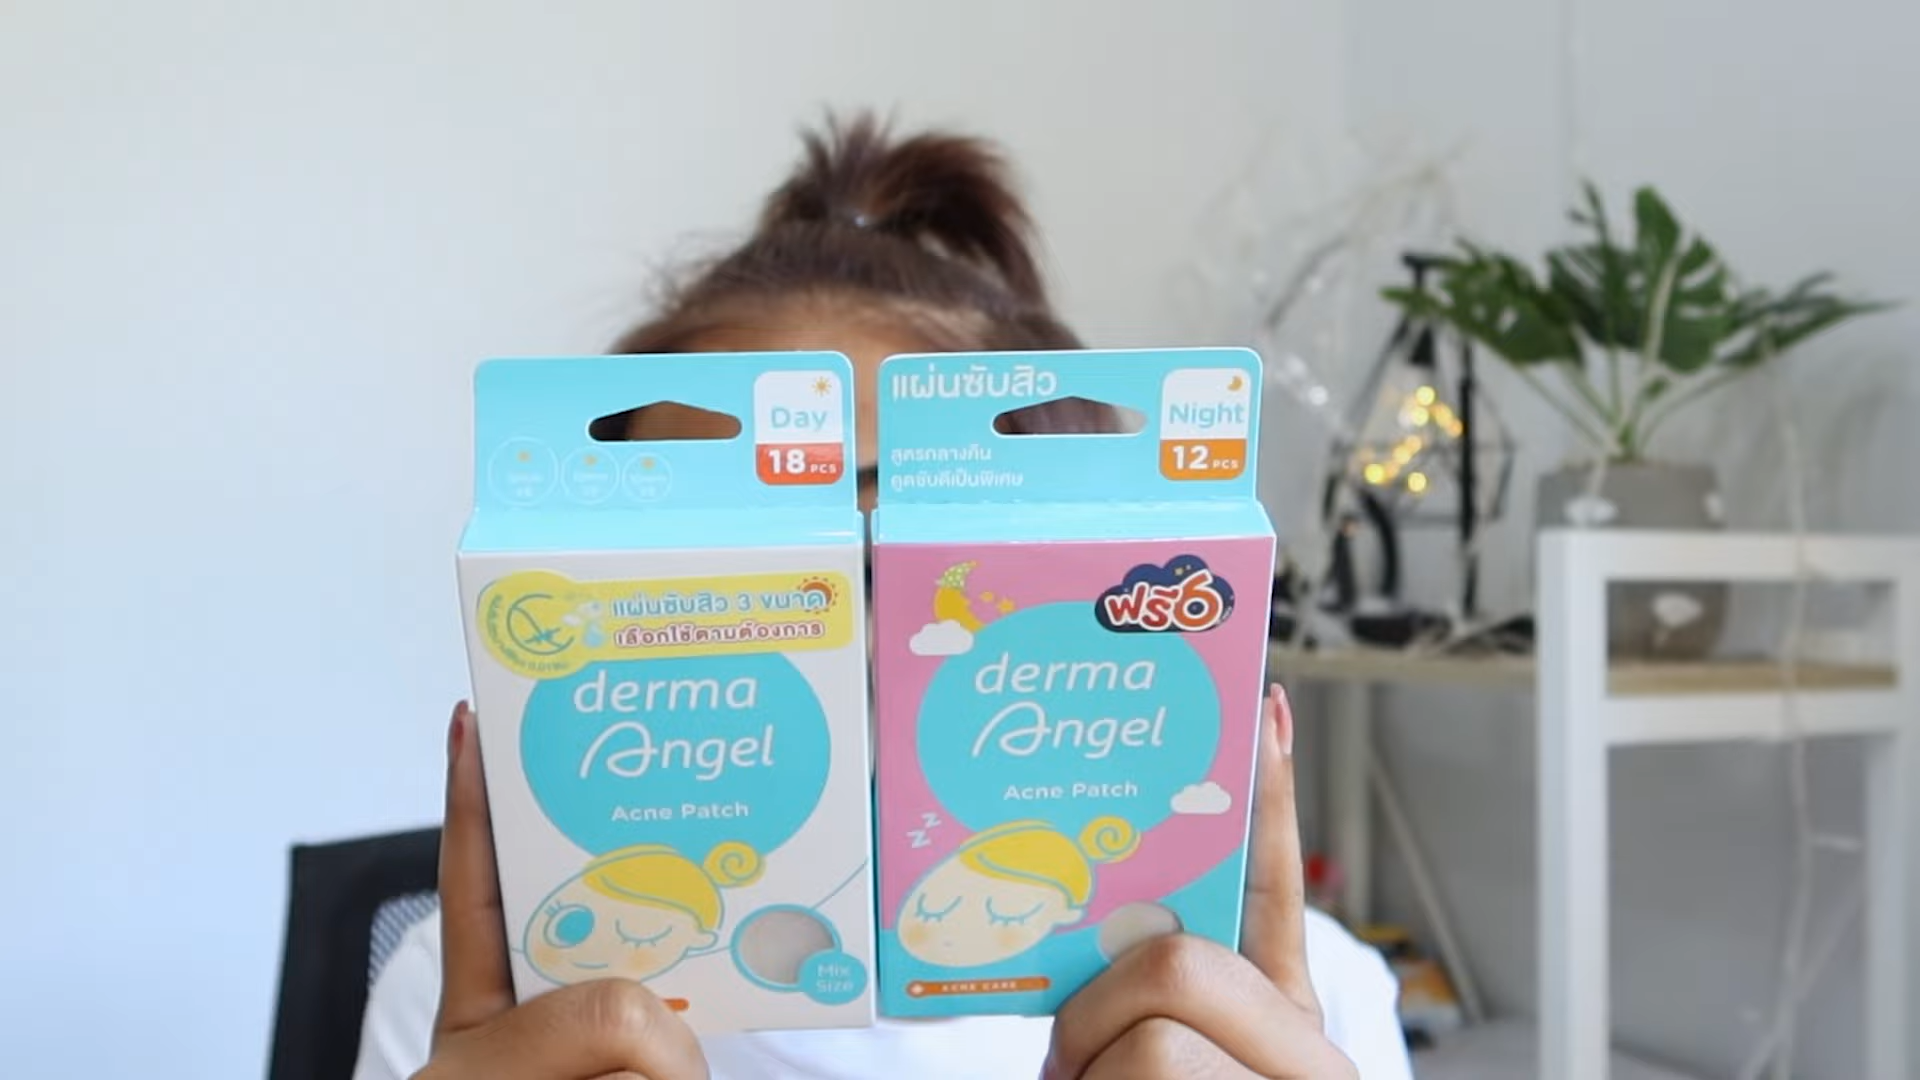 Day
18 PCS
แผ่นซับสิว 3 ขนาด
เลือกใช้ตามต้องการ
derma
Angel
Acne Patch
Mix
Size
แผ่นซับสิว
Night
12 PCS
สูตรกลางคืน
ดูดซับดีเป็นพิเศษ
ฟรี6
derma
Angel
Acne Patch
z
z
ACNE CARE